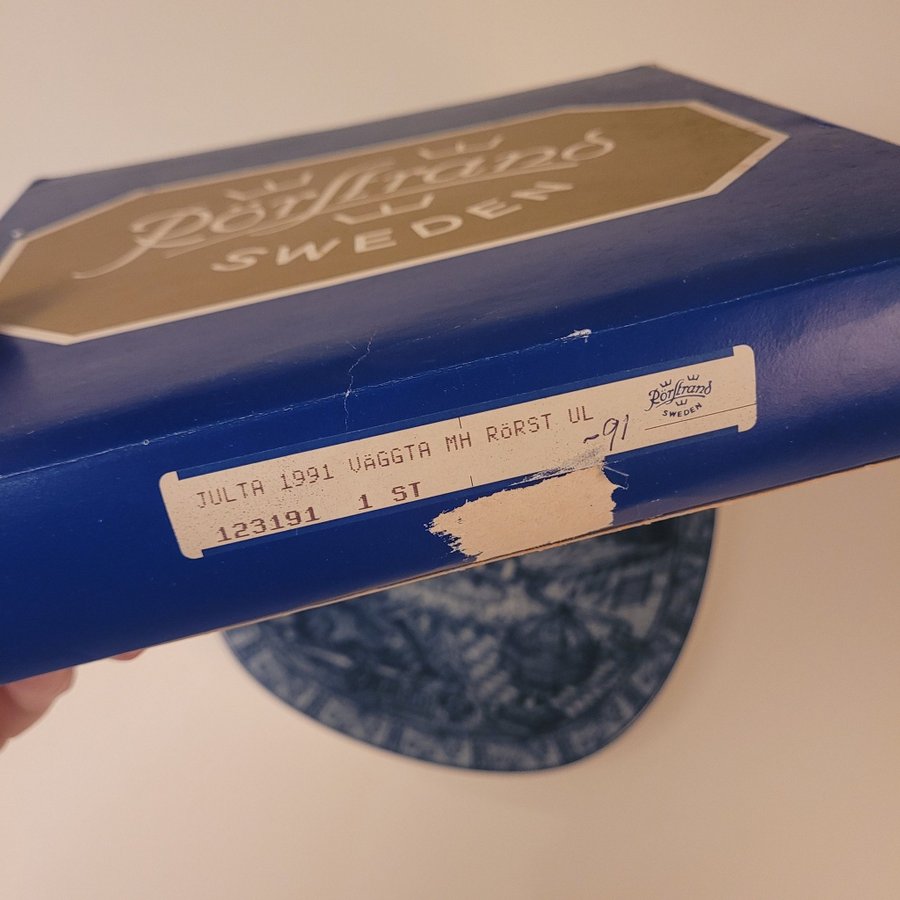 Rörstrand
SWEDEN
Rörstrand
SWEDEN
JULTA 1991 VÄGGTA MH RöRST UL
-91
123191 1 ST